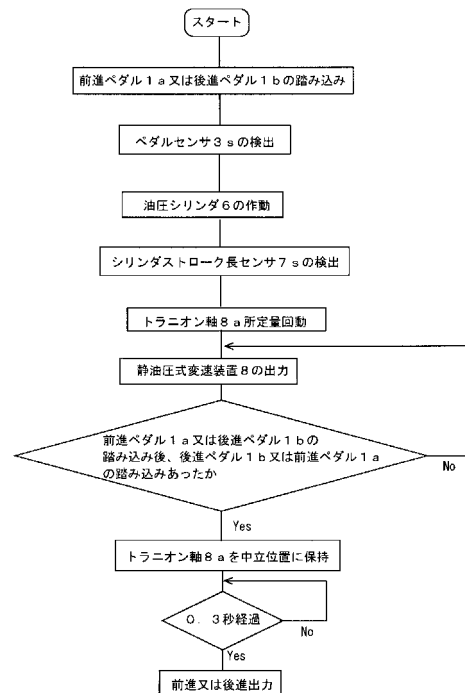 スタート
前進ペダル1a又は後進ペダル1bの踏み込み
ペダルセンサ3sの検出
油圧シリンダ6の作動
シリンダストローク長センサ7sの検出
トラニオン軸8a所定量回動
静油圧式変速装置8の出力
前進ペダル1a又は後進ペダル1bの
踏み込み後、後進ペダル1b又は前進ペダル1a
の踏み込みあったか
No
Yes
トラニオン軸8aを中立位置に保持
0.3秒経過
No
Yes
前進又は後進出力